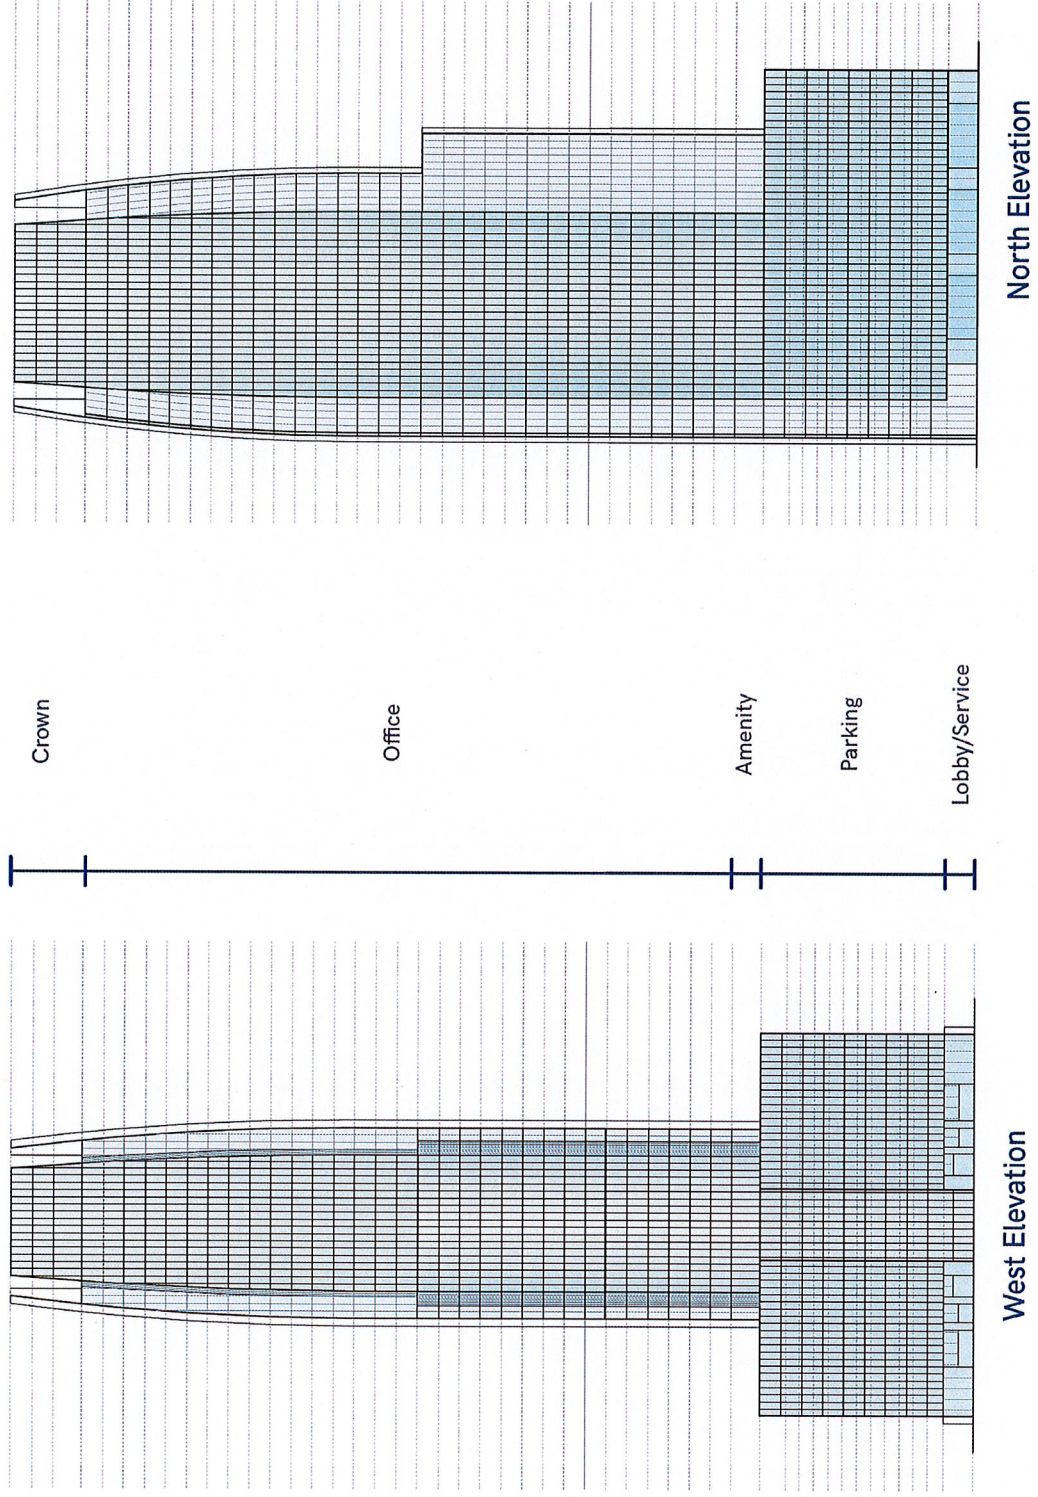 Crown
Office
Amenity
Parking
Lobby/Service
West Elevation
North Elevation